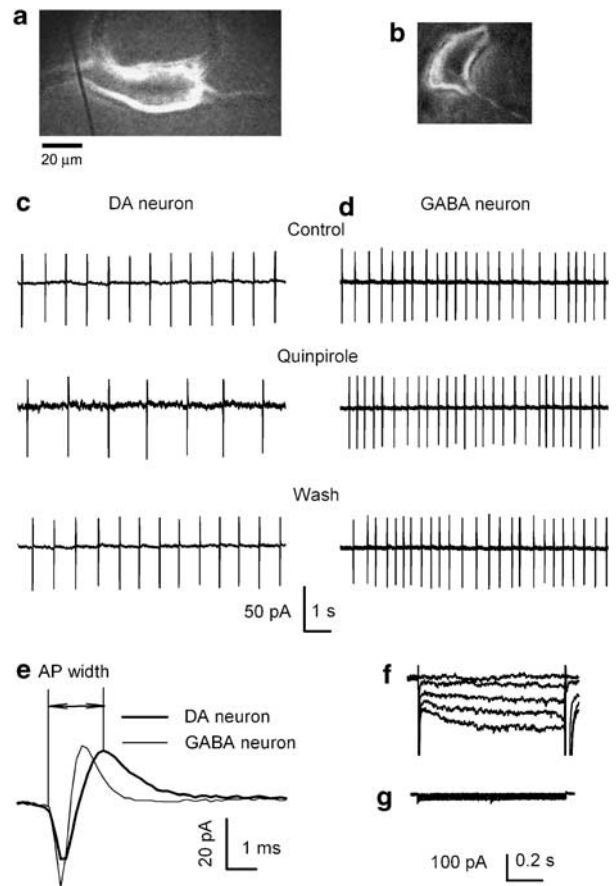 a
b
20 µm
c DA neuron
d GABA neuron
Control
Quinpirole
Wash
50 pA 1 s
e AP width
DA neuron
GABA neuron
20 pA
1 ms
f
g
100 pA 0.2 s